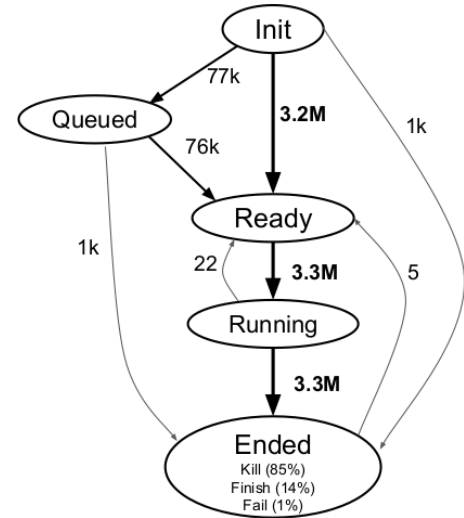 Init
77k
Queued
3.2M
1k
76k
Ready
1k
22
3.3M
5
Running
3.3M
Ended
Kill (85%)
Finish (14%)
Fail (1%)